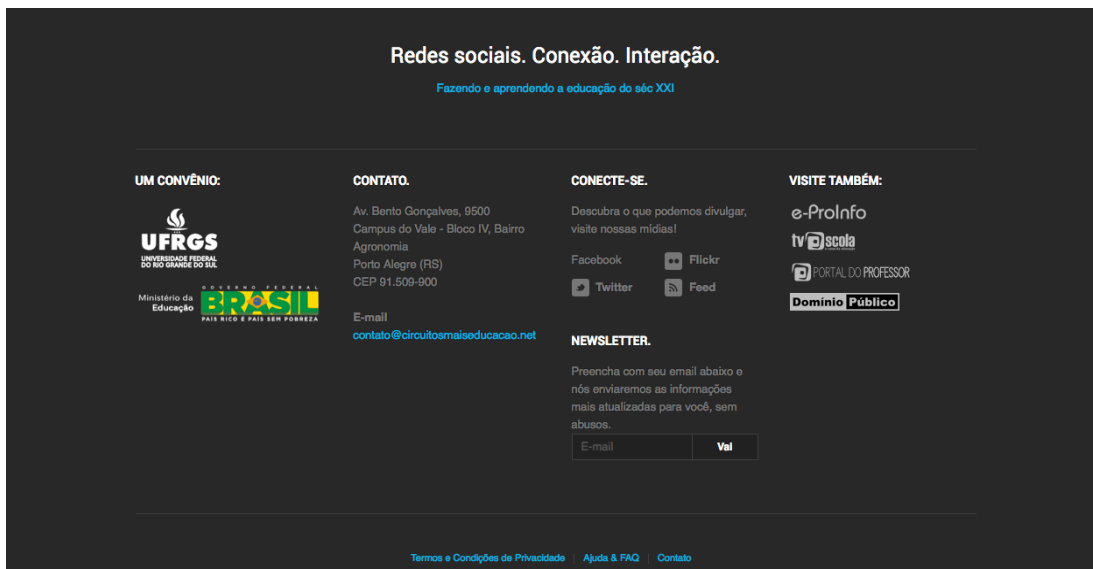 Redes sociais. Conexão. Interação.
Fazendo e aprendendo a educação do séc XXI
UM CONVÊNIO:
UFRGS
UNIVERSIDADE FEDERAL
DO RIO GRANDE DO SUL
Ministério da
Educação
GOVERNO FEDERAL
BRASIL
PAÍS RICO É PAÍS SEM POBREZA
CONTATO.
Av. Bento Gonçalves, 9500
Campus do Vale - Bloco IV, Bairro
Agronomia
Porto Alegre (RS)
CEP 91.509-900
E-mail
contato@circuitosmaiseducacao.net
CONECTE-SE.
Descubra o que podemos divulgar,
visite nossas mídias!
Facebook
Flickr
Twitter
Feed
NEWSLETTER.
Preencha com seu email abaixo e
nós enviaremos as informações
mais atualizadas para você, sem
abusos.
E-mail
Vai
VISITE TAMBÉM:
e-ProInfo
tv escola
PORTAL DO PROFESSOR
Domínio Público
Termos e Condições de Privacidade | Ajuda & FAQ | Contato